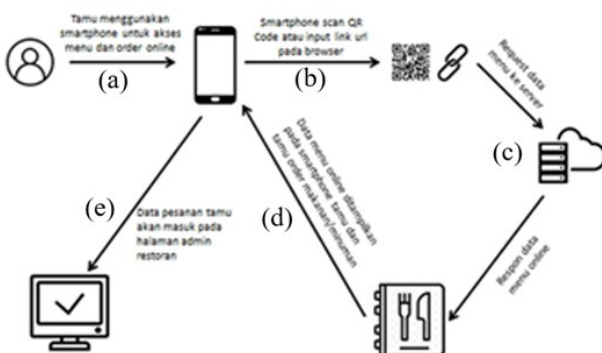 Tamu menggunakan
smartphone untuk akses
menu dan order online
(a)
Smartphone scan QR
Code atau input link url
pada browser
(b)
Request data
menu ke server
(c)
Respon data
menu online
Data menu online ditampilkan
pada smartphone tamu dan
tamu order makanan/minuman
(d)
(e)
Data pesanan tamu
akan masuk pada
halaman admin
restoran